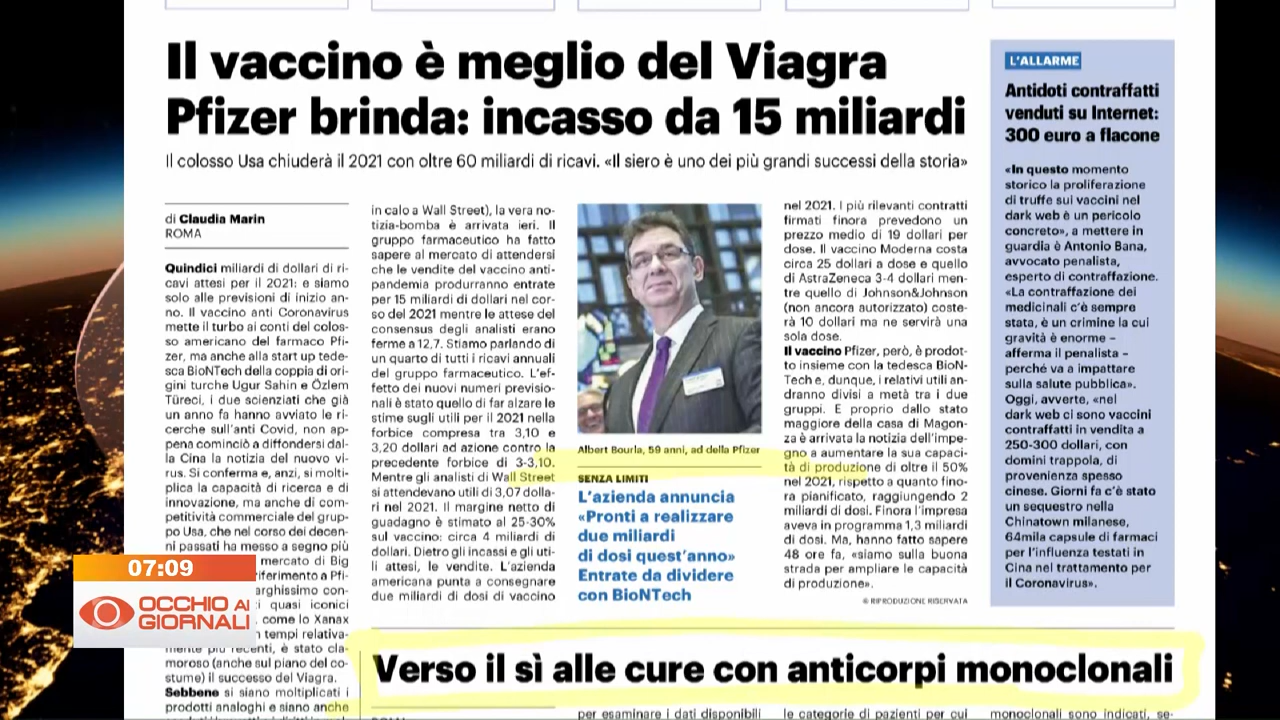 Il vaccino è meglio del Viagra
Pfizer brinda: incasso da 15 miliardi
Il colosso Usa chiuderà il 2021 con oltre 60 miliardi di ricavi. «Il siero è uno dei più grandi successi della storia»
di Claudia Marin
ROMA
Quindici miliardi di dollari di ri-
cavi attesi per il 2021: e siamo
solo alle previsioni di inizio an-
no. Il vaccino anti Coronavirus
mette il turbo ai conti del colos-
so americano del farmaco Pfi-
zer, ma anche alla start up tede-
sca BioNTech della coppia di ori-
gini turche Ugur Sahin e Özlem
Türeci, i due scienziati che già
un anno fa hanno avviato le ri-
cerche sull'anti Covid, non ap-
pena cominciò a diffondersi dal-
la Cina la notizia del nuovo vi-
rus. Si conferma e, anzi, si molti-
plica la capacità di ricerca e di
innovazione, ma anche di com-
petitività commerciale del grup-
po Usa, che nel corso dei decen-
ni passati ha messo a segno più
mercato di Big
riferimento a Pfi-
arghissimo con-
i quasi iconici
come lo Xanax
n tempi relativa-
mente più recenti, è stato cla-
moroso (anche sul piano del co-
stume) il successo del Viagra.
Sebbene si siano moltiplicati i
prodotti analoghi e siano anche
in calo a Wall Street), la vera no-
tizia-bomba è arrivata ieri. Il
gruppo farmaceutico ha fatto
sapere al mercato di attendersi
che le vendite del vaccino anti-
pandemia produrranno entrate
per 15 miliardi di dollari nel cor-
so del 2021 mentre le attese del
consensus degli analisti erano
ferme a 12,7. Stiamo parlando di
un quarto di tutti i ricavi annuali
del gruppo farmaceutico. L'ef-
fetto dei nuovi numeri previsio-
nali è stato quello di far alzare le
stime sugli utili per il 2021 nella
forbice compresa tra 3,10 e
3,20 dollari ad azione contro la
precedente forbice di 3-3,10.
Mentre gli analisti di Wall Street
si attendevano utili di 3,07 dolla-
ri nel 2021. Il margine netto di
guadagno è stimato al 25-30%
sul vaccino: circa 4 miliardi di
dollari. Dietro gli incassi e gli uti-
li attesi, le vendite. L'azienda
americana punta a consegnare
due miliardi di dosi di vaccino
Albert Bourla, 59 anni, ad della Pfizer
SENZA LIMITI
L'azienda annuncia
«Pronti a realizzare
due miliardi
di dosi quest'anno»
Entrate da dividere
con BioNTech
nel 2021. I più rilevanti contratti
firmati finora prevedono un
prezzo medio di 19 dollari per
dose. Il vaccino Moderna costa
circa 25 dollari a dose e quello
di AstraZeneca 3-4 dollari men-
tre quello di Johnson&Johnson
(non ancora autorizzato) coste-
rà 10 dollari ma ne servirà una
sola dose.
Il vaccino Pfizer, però, è prodot-
to insieme con la tedesca BioN-
Tech e, dunque, i relativi utili an-
dranno divisi a metà tra i due
gruppi. E proprio dallo stato
maggiore della casa di Magon-
za è arrivata la notizia dell'impe-
gno a aumentare la sua capaci-
tà di produzione di oltre il 50%
nel 2021, rispetto a quanto fino-
ra pianificato, raggiungendo 2
miliardi di dosi. Finora l'impresa
aveva in programma 1,3 miliardi
di dosi. Ma, hanno fatto sapere
48 ore fa, «siamo sulla buona
strada per ampliare le capacità
di produzione».
© RIPRODUZIONE RISERVATA
L'ALLARME
Antidoti contraffatti
venduti su Internet:
300 euro a flacone
«In questo momento
storico la proliferazione
di truffe sui vaccini nel
dark web è un pericolo
concreto», a mettere in
guardia è Antonio Bana,
avvocato penalista,
esperto di contraffazione.
«La contraffazione dei
medicinali c'è sempre
stata, è un crimine la cui
gravità è enorme –
afferma il penalista –
perché va a impattare
sulla salute pubblica».
Oggi, avverte, «nel
dark web ci sono vaccini
contraffatti in vendita a
250-300 dollari, con
domini trappola, di
provenienza spesso
cinese. Giorni fa c'è stato
un sequestro nella
Chinatown milanese,
64mila capsule di farmaci
per l'influenza testati in
Cina nel trattamento per
il Coronavirus».
07:09
OCCHIO AI
GIORNALI
Verso il sì alle cure con anticorpi monoclonali
per esaminare i dati disponibili
le categorie di pazienti per cui
monoclonali sono indicati, se-